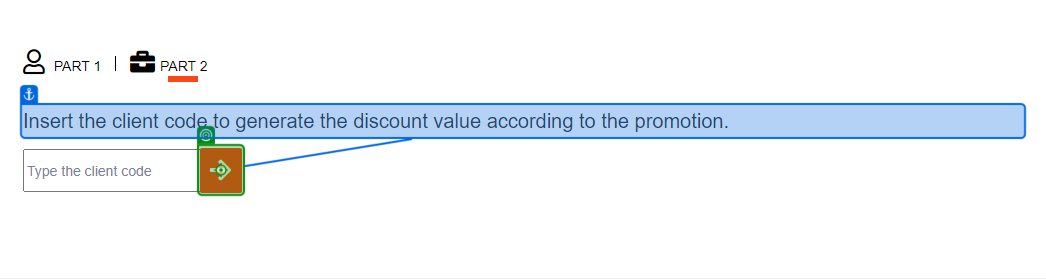 PART 1 | PART 2
Insert the client code to generate the discount value according to the promotion.
Type the client code